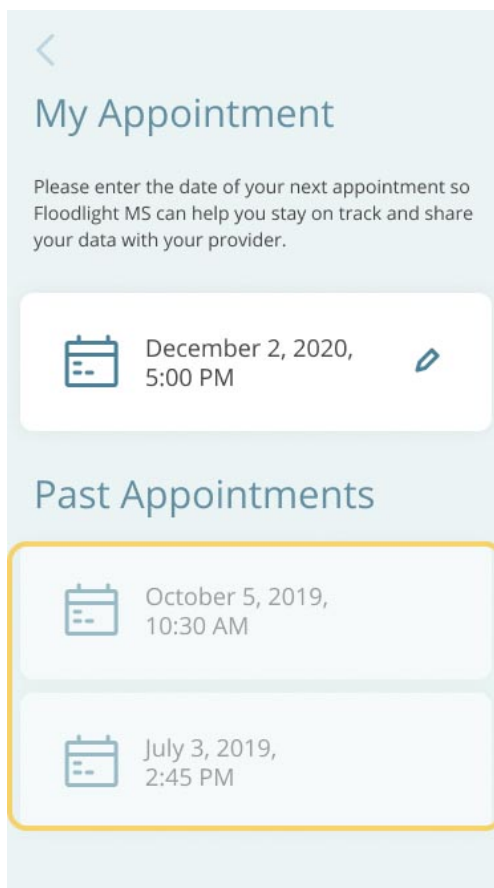 My Appointment
Please enter the date of your next appointment so
Floodlight MS can help you stay on track and share
your data with your provider.
December 2, 2020,
5:00 PM
Past Appointments
October 5, 2019,
10:30 AM
July 3, 2019,
2:45 PM